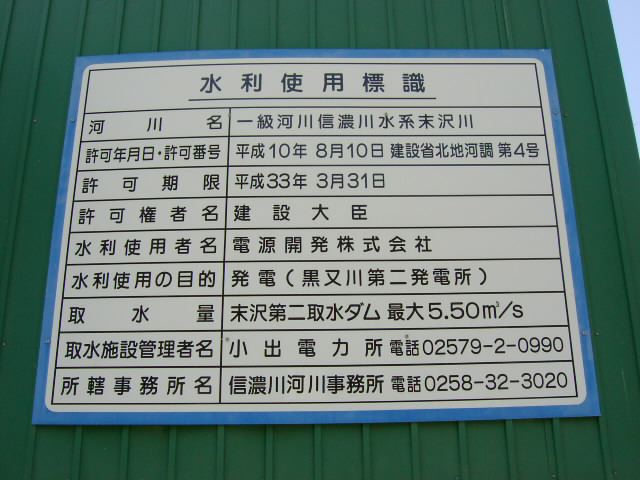 水利使用標識
河川名 一級河川信濃川水系末沢川
許可年月日・許可番号 平成10年 8月10日 建設省北地河調 第4号
許可期限 平成33年 3月31日
許可権者名 建設大臣
水利使用者名 電源開発株式会社
水利使用の目的 発電(黒又川第二発電所)
取水量 末沢第二取水ダム 最大5.50㎥/s
取水施設管理者名 小出電力所 電話02579-2-0990
所轄事務所名 信濃川河川事務所 電話0258-32-3020